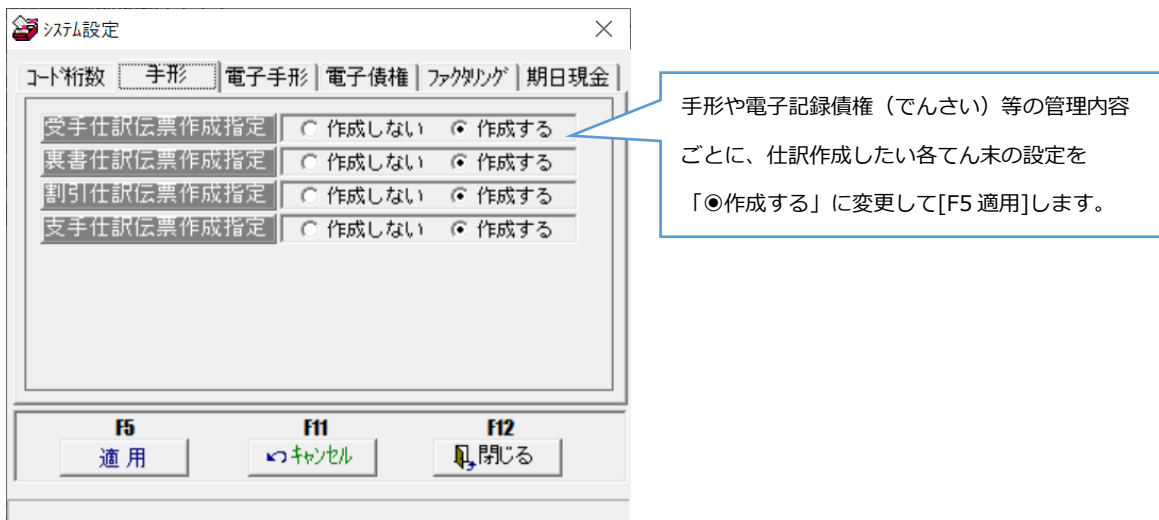 ｼｽﾃﾑ設定
ｺｰﾄﾞ桁数 手形 電子手形 電子債権 ﾌｧｸﾀﾘﾝｸﾞ 期日現金
受手仕訳伝票作成指定 作成しない 作成する
裏書仕訳伝票作成指定 作成しない 作成する
割引仕訳伝票作成指定 作成しない 作成する
支手仕訳伝票作成指定 作成しない 作成する
手形や電子記録債権（でんさい）等の管理内容
ごとに、仕訳作成したい各てん末の設定を
「◉作成する」に変更して[F5 適用]します。
F5 F11 F12
適 用 ｷｬﾝｾﾙ 閉じる